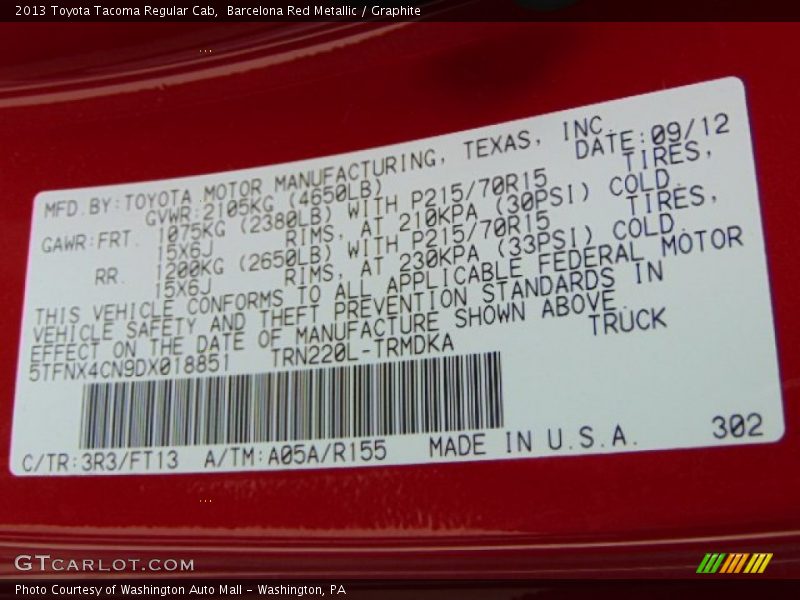 2013 Toyota Tacoma Regular Cab,  Barcelona Red Metallic / Graphite
MFD.BY:TOYOTA MOTOR MANUFACTURING, TEXAS, INC.
GVWR:2105KG (4650LB) DATE:09/12
GAWR:FRT. 1075KG (2380LB) WITH P215/70R15 TIRES,
15X6J RIMS, AT 210KPA (30PSI) COLD.
RR. 1200KG (2650LB) WITH P215/70R15 TIRES,
15X6J RIMS, AT 230KPA (33PSI) COLD.
THIS VEHICLE CONFORMS TO ALL APPLICABLE FEDERAL MOTOR
VEHICLE SAFETY AND THEFT PREVENTION STANDARDS IN
EFFECT ON THE DATE OF MANUFACTURE SHOWN ABOVE.
5TFNX4CN9DX018851 TRN220L-TRMDKA TRUCK
C/TR:3R3/FT13 A/TM:A05A/R155 MADE IN U.S.A. 302
GTCARLOT.COM
Photo Courtesy of Washington Auto Mall - Washington, PA